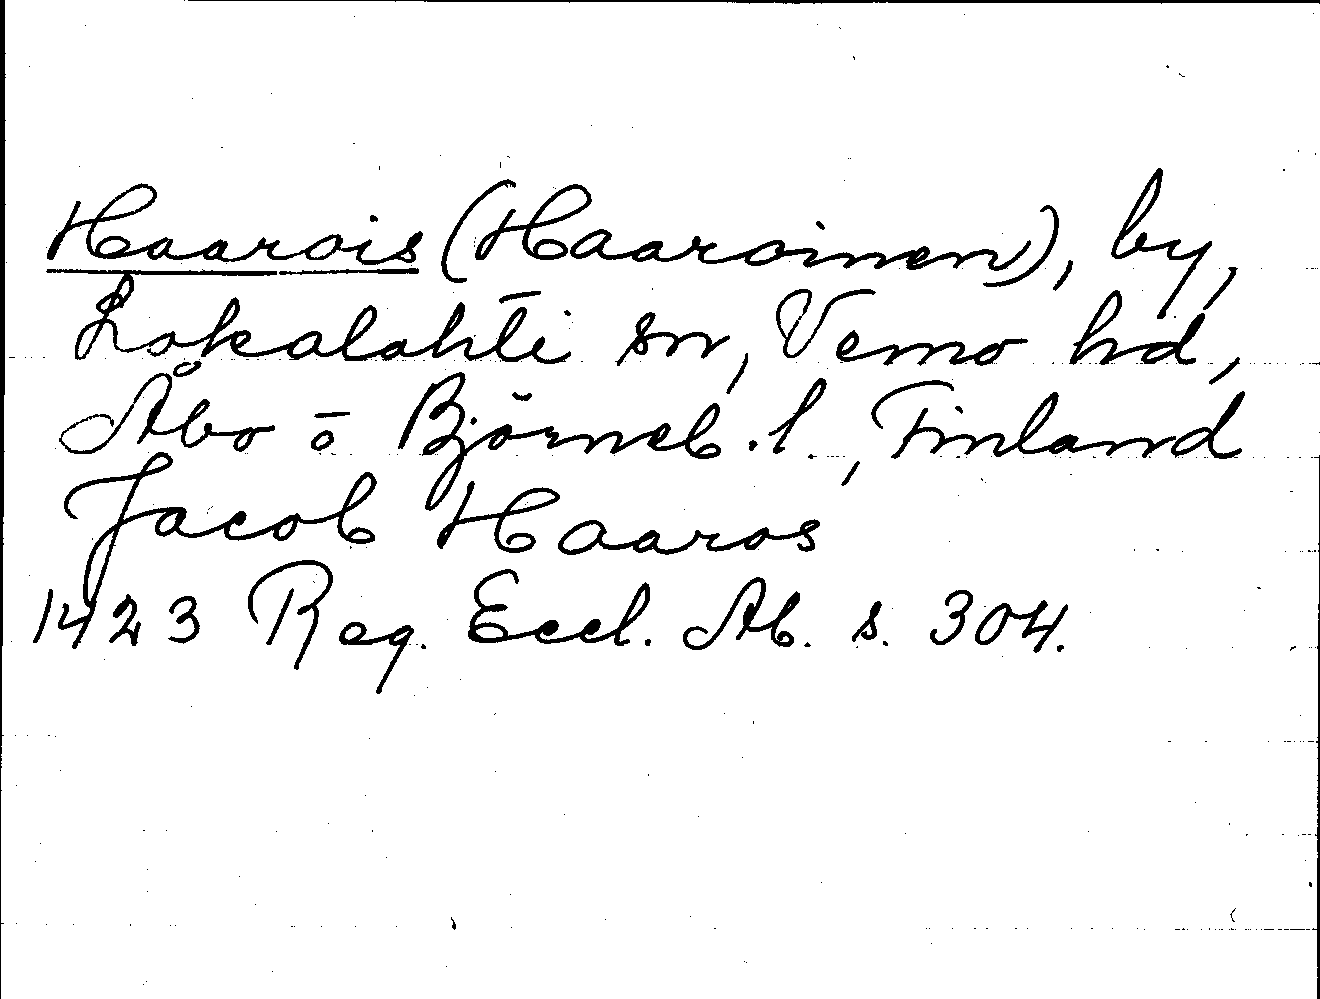 Haarois (Haaroinen), by,
Lokalahti sn, Vemo hd,
Åbo ō Björneb. l., Finland
Jacob Haaros
1423 Reg. Eccl. Ab. s. 304.